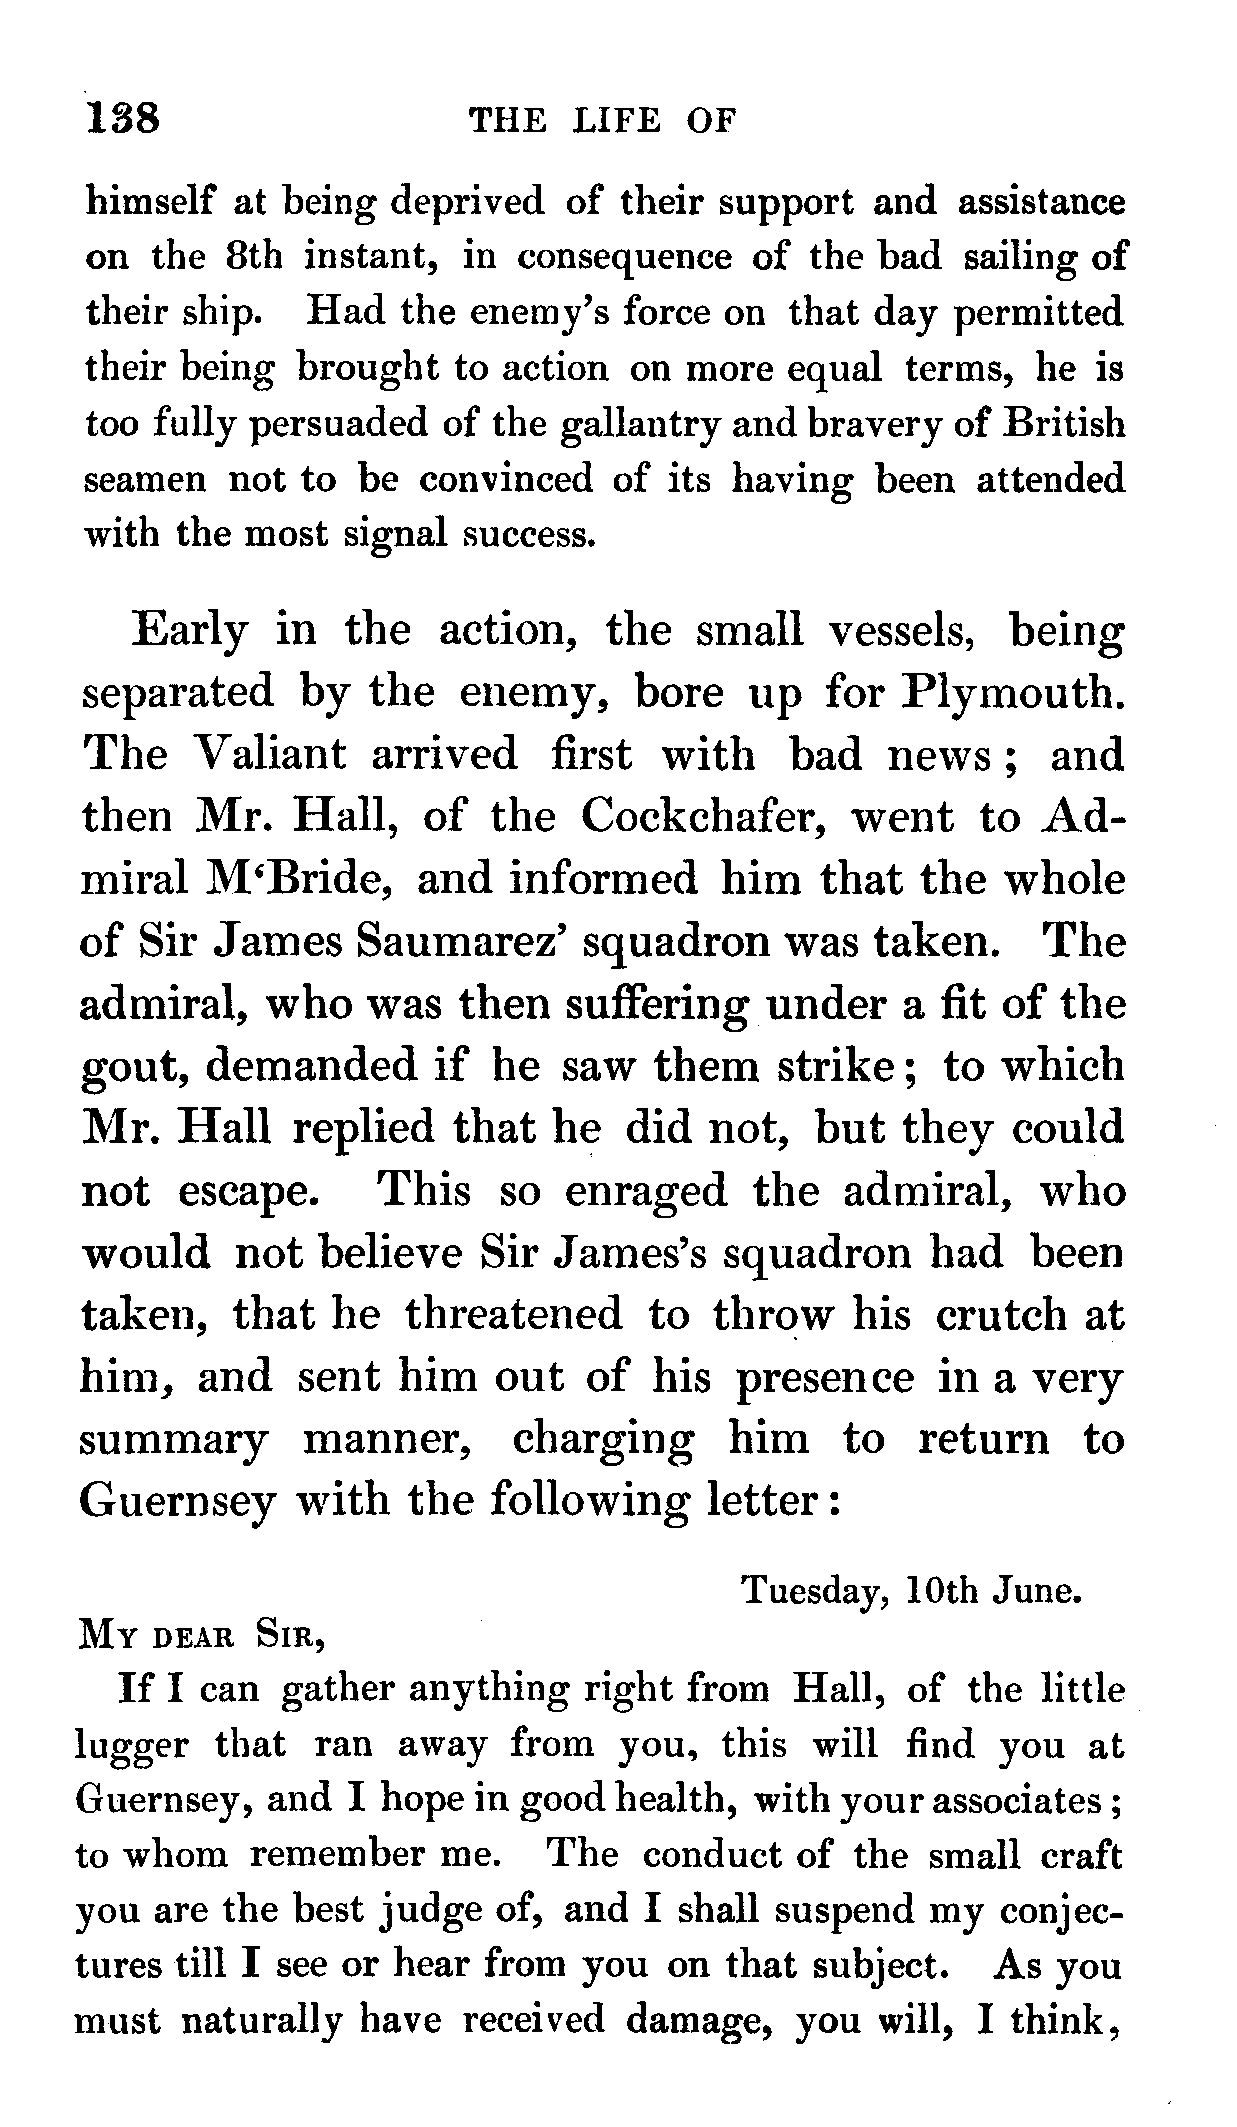 138 THE LIFE OF
himself at being deprived of their support and assistance
on the 8th instant, in consequence of the bad sailing of
their ship. Had the enemy's force on that day permitted
their being brought to action on more equal terms, he is
too fully persuaded of the gallantry and bravery of British
seamen not to be convinced of its having been attended
with the most signal success.
Early in the action, the small vessels, being
separated by the enemy, bore up for Plymouth.
The Valiant arrived first with bad news ; and
then Mr. Hall, of the Cockchafer, went to Ad-
miral M‘Bride, and informed him that the whole
of Sir James Saumarez’ squadron was taken. The
admiral, who was then suffering under a fit of the
gout, demanded if he saw them strike ; to which
Mr. Hall replied that he did not, but they could
not escape. This so enraged the admiral, who
would not believe Sir James’s squadron had been
taken, that he threatened to throw his crutch at
him, and sent him out of his presence in a very
summary manner, charging him to return to
Guernsey with the following letter :
Tuesday, 10th June.
MY DEAR SIR,
If I can gather anything right from Hall, of the little
lugger that ran away from you, this will find you at
Guernsey, and I hope in good health, with your associates ;
to whom remember me. The conduct of the small craft
you are the best judge of, and I shall suspend my conjec-
tures till I see or hear from you on that subject. As you
must naturally have received damage, you will, I think,